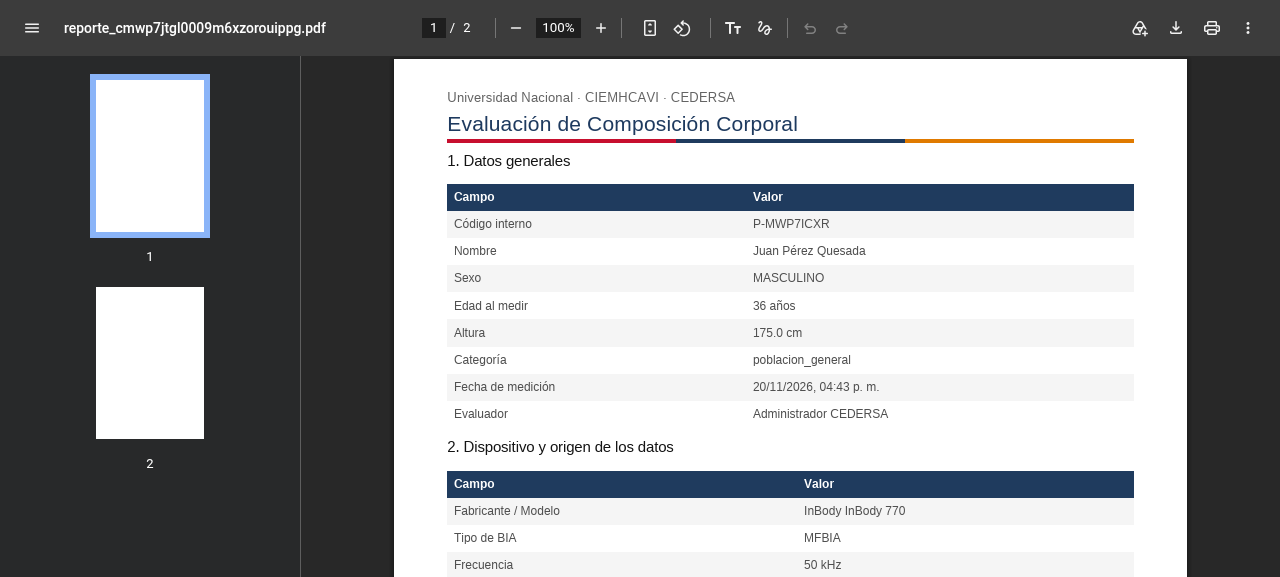 reporte_cmwp7jtgl0009m6xzorouippg.pdf
1 / 2
100%
1
2
Universidad Nacional · CIEMHCAVI · CEDERSA
Evaluación de Composición Corporal
1. Datos generales
Campo Valor
Código interno P-MWP7ICXR
Nombre Juan Pérez Quesada
Sexo MASCULINO
Edad al medir 36 años
Altura 175.0 cm
Categoría poblacion_general
Fecha de medición 20/11/2026, 04:43 p. m.
Evaluador Administrador CEDERSA
2. Dispositivo y origen de los datos
Campo Valor
Fabricante / Modelo InBody InBody 770
Tipo de BIA MFBIA
Frecuencia 50 kHz